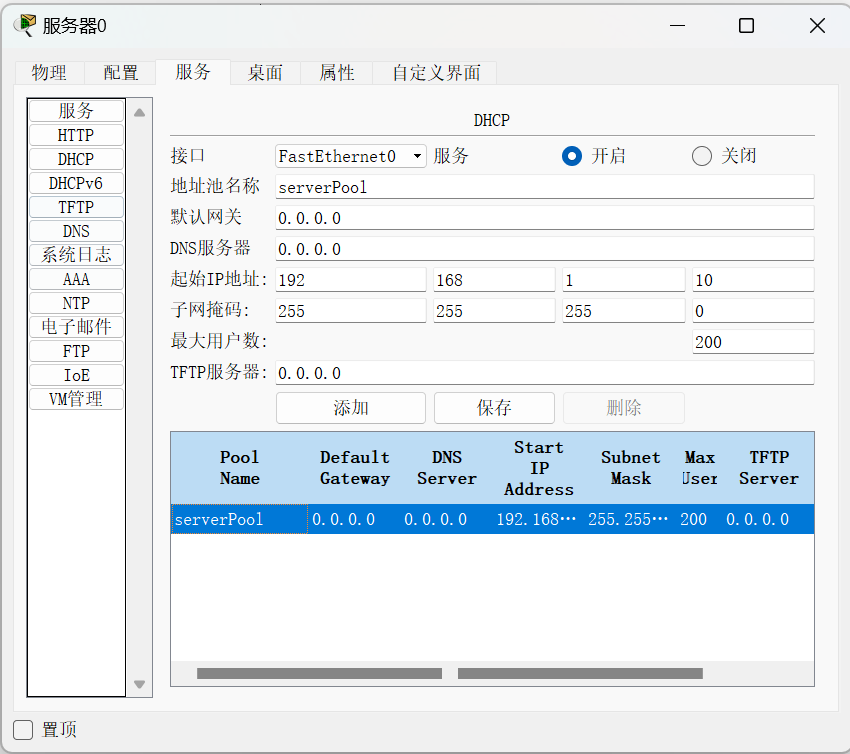 服务器0
物理 配置 服务 桌面 属性 自定义界面
服务
HTTP
DHCP
DHCPv6
TFTP
DNS
系统日志
AAA
NTP
电子邮件
FTP
IoE
VM管理
DHCP
接口 FastEthernet0 服务 开启 关闭
地址池名称 serverPool
默认网关 0.0.0.0
DNS服务器 0.0.0.0
起始IP地址: 192 168 1 10
子网掩码: 255 255 255 0
最大用户数: 200
TFTP服务器: 0.0.0.0
添加 保存 删除
Pool Name Default Gateway DNS Server Start IP Address Subnet Mask Max User TFTP Server
serverPool 0.0.0.0 0.0.0.0 192.168··· 255.255··· 200 0.0.0.0
置顶